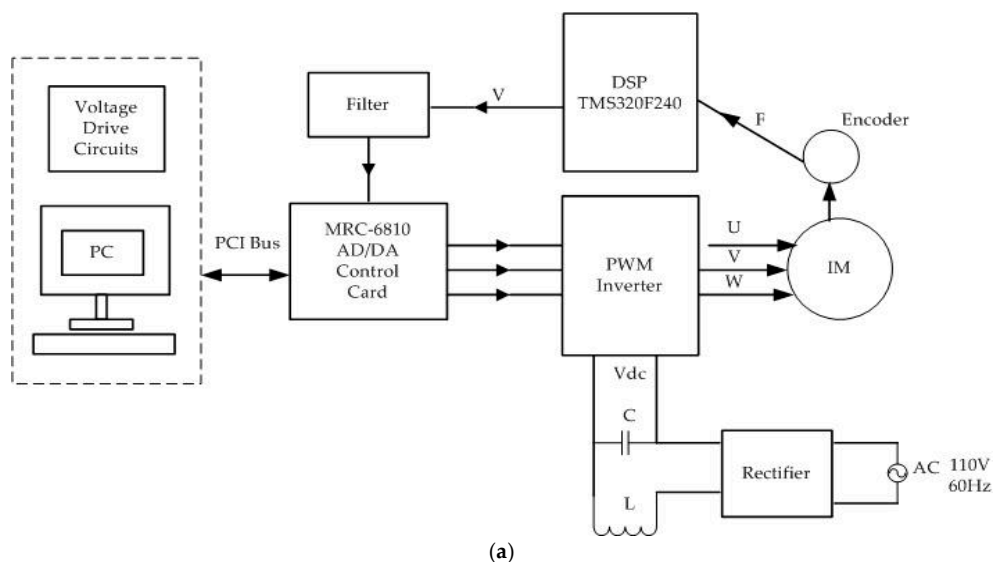 DSP
TMS320F240
Filter
V
F
Encoder
Voltage
Drive
Circuits
PC
PCI Bus
MRC-6810
AD/DA
Control
Card
PWM
Inverter
U
V
W
IM
Vdc
C
L
Rectifier
AC 110V
60Hz
(a)